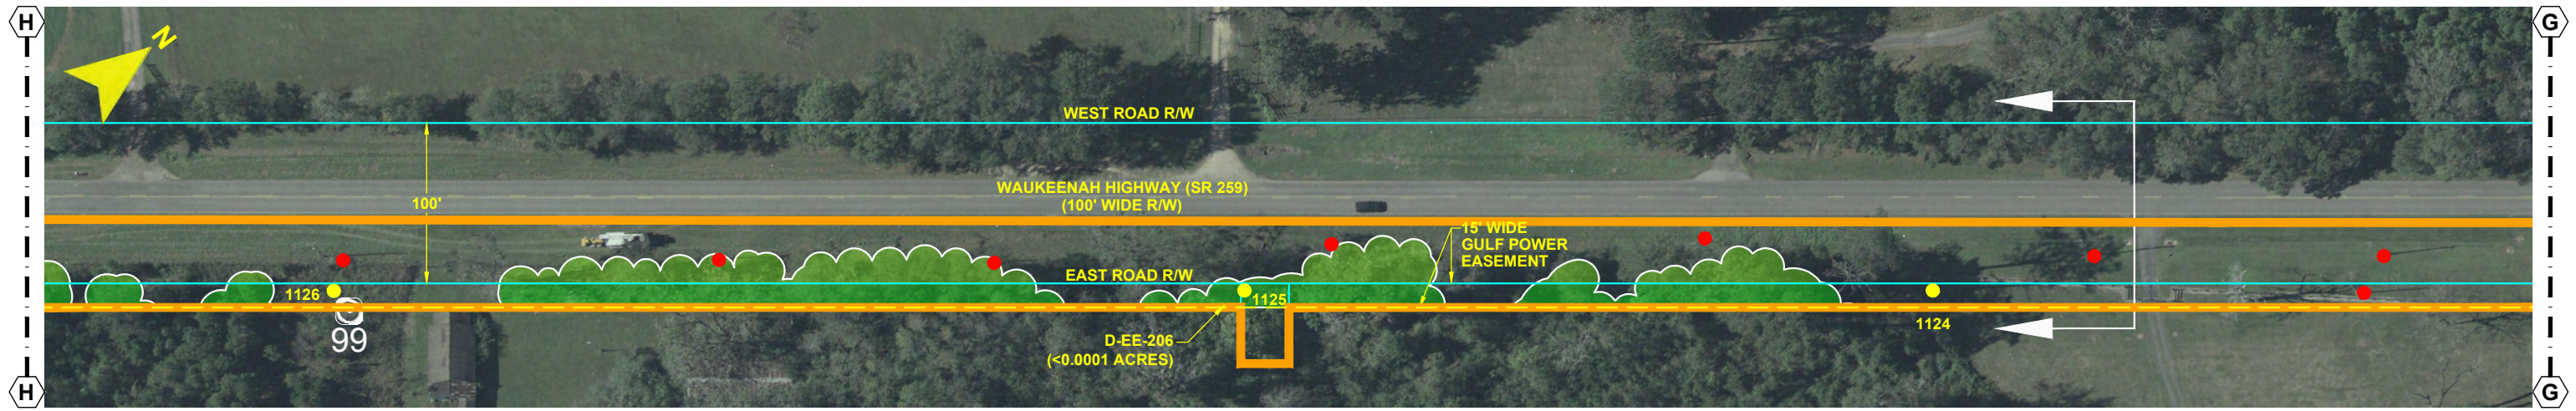 H
G
N
WEST ROAD R/W
WAUKEENAH HIGHWAY (SR 259)
(100' WIDE R/W)
100'
15' WIDE
GULF POWER
EASEMENT
EAST ROAD R/W
1126
1125
99
D-EE-206
(<0.0001 ACRES)
1124
H
G